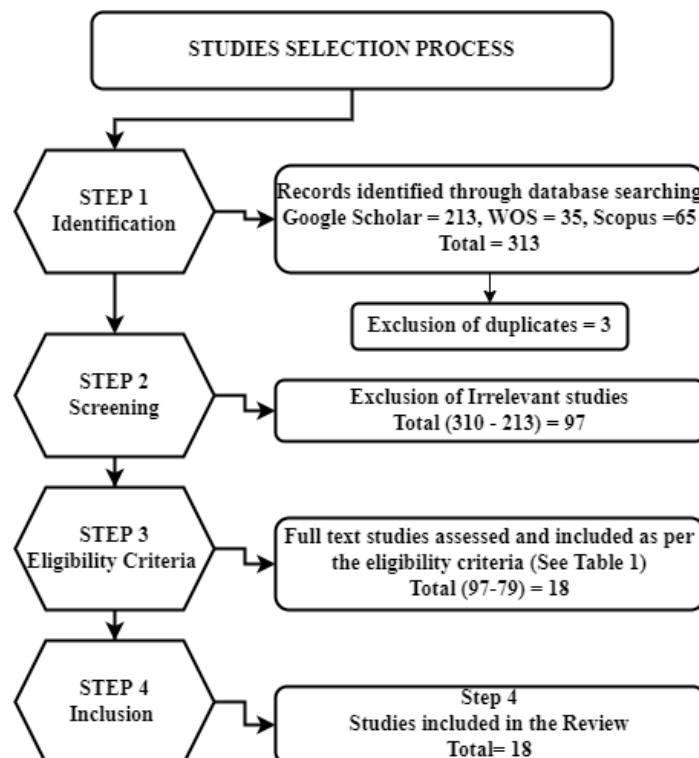 STUDIES SELECTION PROCESS
STEP 1
Identification
Records identified through database searching
Google Scholar = 213, WOS = 35, Scopus =65
Total = 313
Exclusion of duplicates = 3
STEP 2
Screening
Exclusion of Irrelevant studies
Total (310 - 213) = 97
STEP 3
Eligibility Criteria
Full text studies assessed and included as per
the eligibility criteria (See Table 1)
Total (97-79) = 18
STEP 4
Inclusion
Step 4
Studies included in the Review
Total= 18